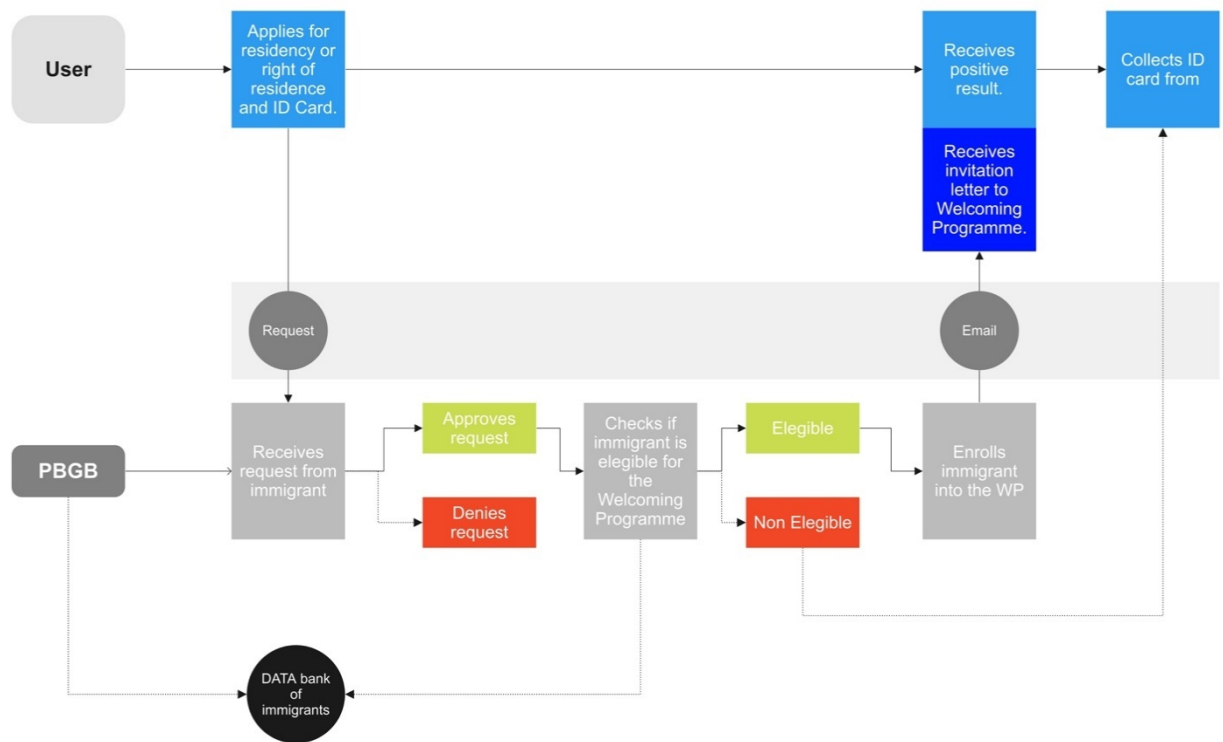 User
Applies for
residency or
right of
residence
and ID Card.
Receives
positive
result.
Collects ID
card from
Receives
invitation
letter to
Welcoming
Programme.
Request
Email
PBGB
Receives
request from
immigrant
Approves
request
Denies
request
Checks if
immigrant is
elegible for
the
Welcoming
Programme
Elegible
Non Elegible
Enrolls
immigrant
into the WP
DATA bank
of
immigrants